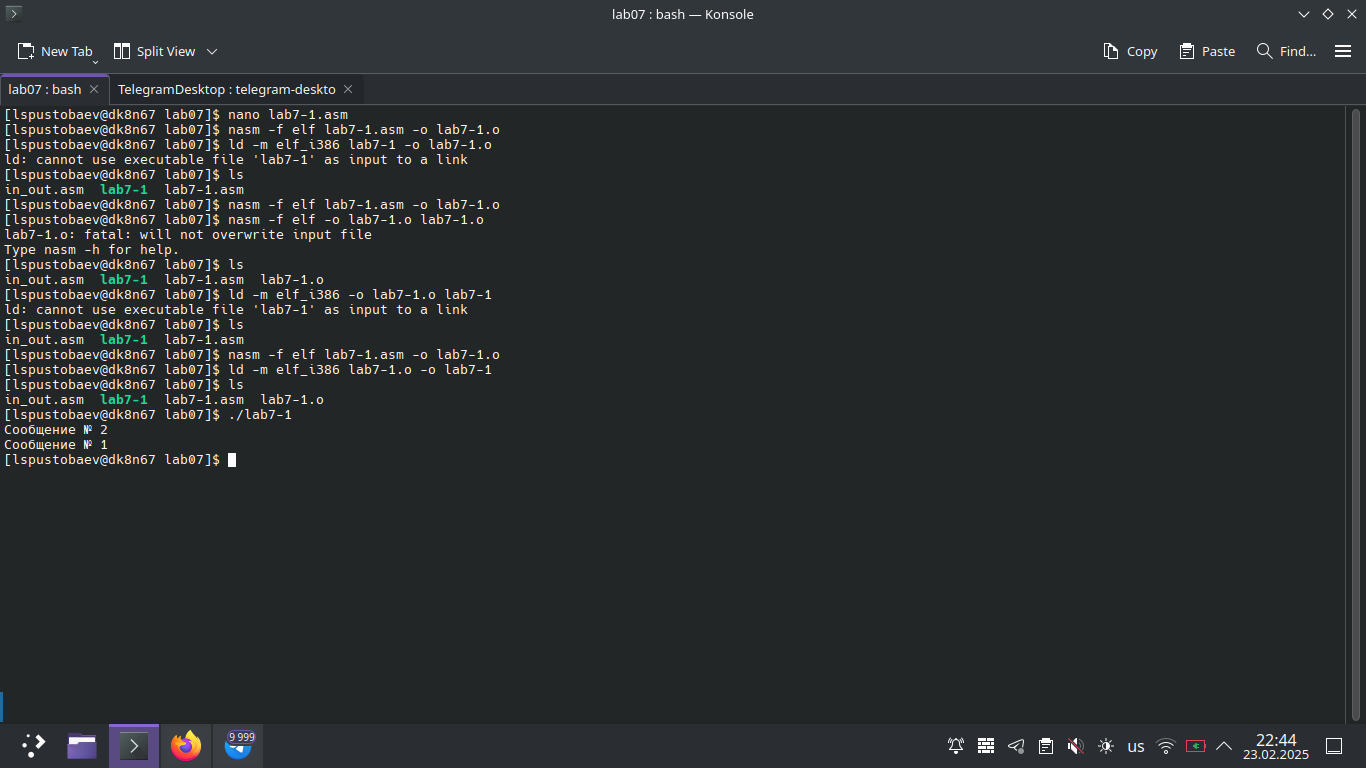 lab07 : bash — Konsole
New Tab
Split View
Copy
Paste
Find...
lab07 : bash
TelegramDesktop : telegram-deskto
[lspustobaev@dk8n67 lab07]$ nano lab7-1.asm
[lspustobaev@dk8n67 lab07]$ nasm -f elf lab7-1.asm -o lab7-1.o
[lspustobaev@dk8n67 lab07]$ ld -m elf_i386 lab7-1 -o lab7-1.o
ld: cannot use executable file 'lab7-1' as input to a link
[lspustobaev@dk8n67 lab07]$ ls
in_out.asm  lab7-1  lab7-1.asm
[lspustobaev@dk8n67 lab07]$ nasm -f elf lab7-1.asm -o lab7-1.o
[lspustobaev@dk8n67 lab07]$ nasm -f elf -o lab7-1.o lab7-1.o
lab7-1.o: fatal: will not overwrite input file
Type nasm -h for help.
[lspustobaev@dk8n67 lab07]$ ls
in_out.asm  lab7-1  lab7-1.asm  lab7-1.o
[lspustobaev@dk8n67 lab07]$ ld -m elf_i386 -o lab7-1.o lab7-1
ld: cannot use executable file 'lab7-1' as input to a link
[lspustobaev@dk8n67 lab07]$ ls
in_out.asm  lab7-1  lab7-1.asm
[lspustobaev@dk8n67 lab07]$ nasm -f elf lab7-1.asm -o lab7-1.o
[lspustobaev@dk8n67 lab07]$ ld -m elf_i386 lab7-1.o -o lab7-1
[lspustobaev@dk8n67 lab07]$ ls
in_out.asm  lab7-1  lab7-1.asm  lab7-1.o
[lspustobaev@dk8n67 lab07]$ ./lab7-1
Сообщение № 2
Сообщение № 1
[lspustobaev@dk8n67 lab07]$
9 999
us
22:44
23.02.2025